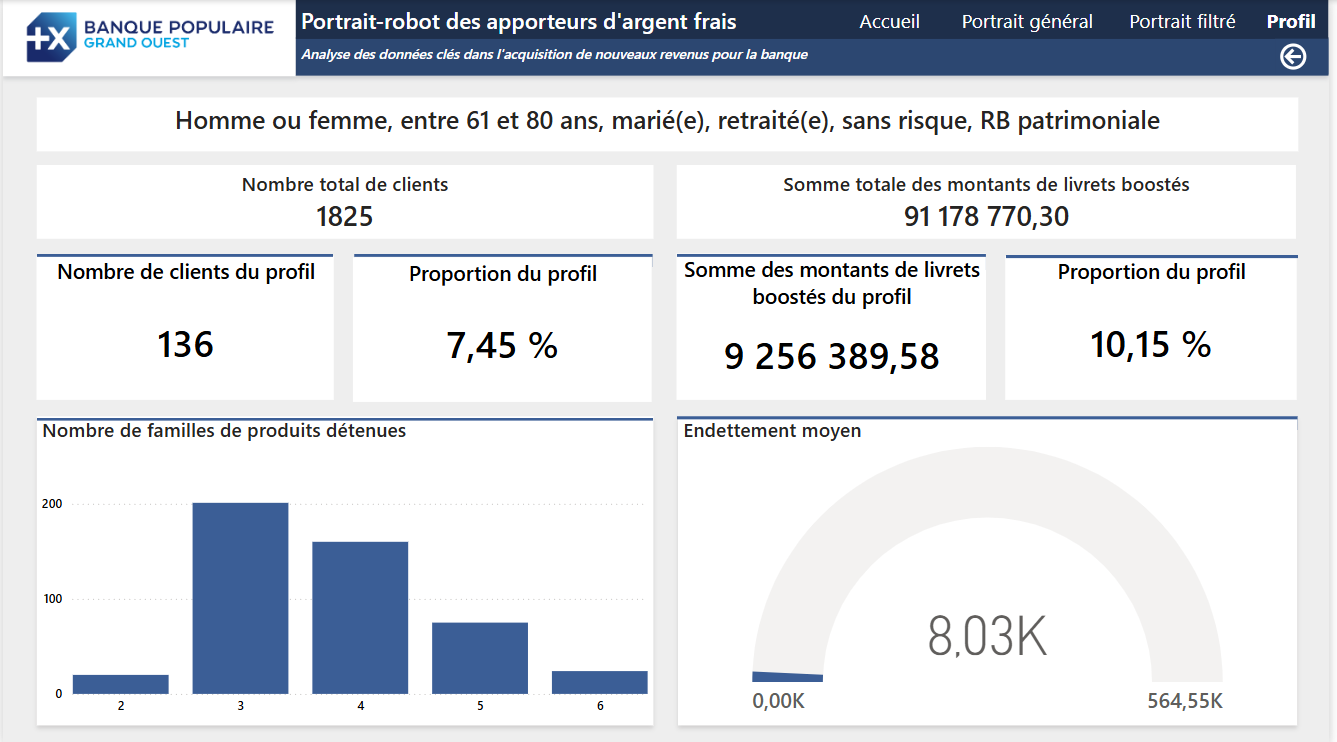 +X BANQUE POPULAIRE
GRAND OUEST
Portrait-robot des apporteurs d'argent frais
Accueil
Portrait général
Portrait filtré
Profil
Analyse des données clés dans l'acquisition de nouveaux revenus pour la banque
Homme ou femme, entre 61 et 80 ans, marié(e), retraité(e), sans risque, RB patrimoniale
Nombre total de clients
1825
Somme totale des montants de livrets boostés
91 178 770,30
Nombre de clients du profil
136
Proportion du profil
7,45 %
Somme des montants de livrets
boostés du profil
9 256 389,58
Proportion du profil
10,15 %
Nombre de familles de produits détenues
200
100
0
2
3
4
5
6
Endettement moyen
8,03K
0,00K
564,55K